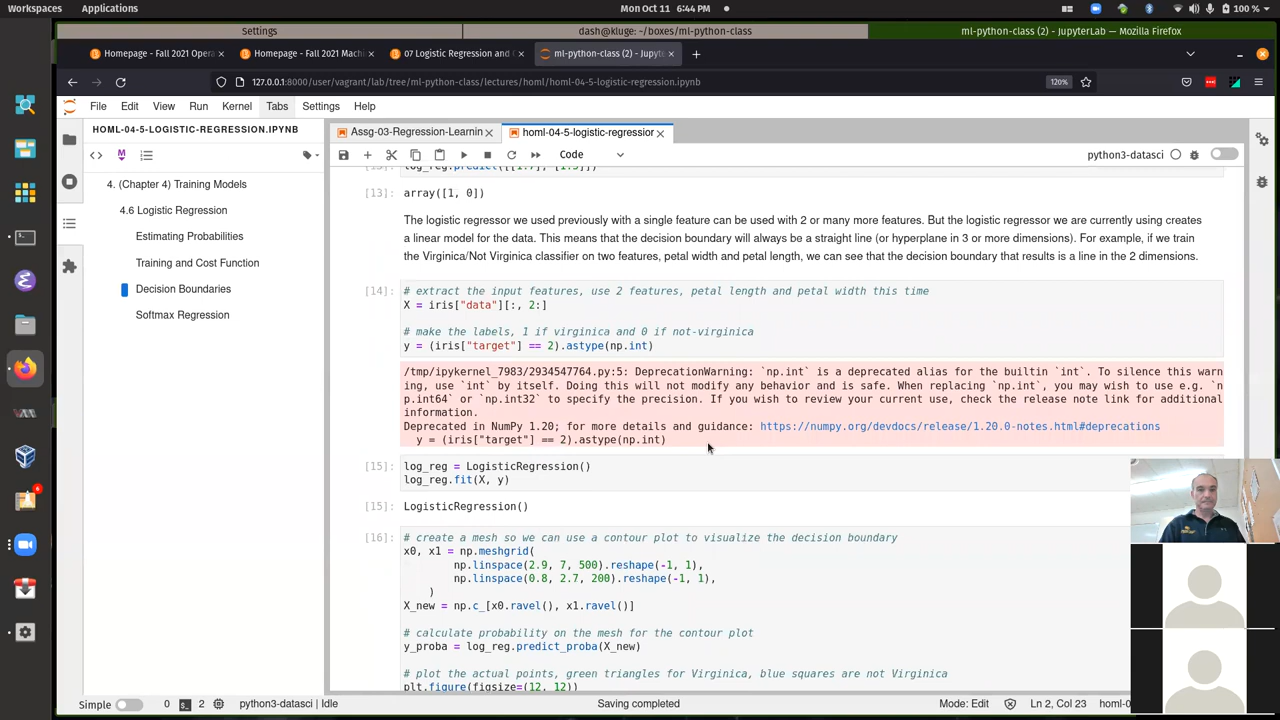 Workspaces
Applications
Mon Oct 11 6:44 PM
100 %
Settings
dash@kluge: ~/boxes/ml-python-class
ml-python-class (2) - JupyterLab — Mozilla Firefox
Homepage - Fall 2021 Opera
Homepage - Fall 2021 Machi
07 Logistic Regression and C
ml-python-class (2) - Jupyte
127.0.0.1:8000/user/vagrant/lab/tree/ml-python-class/lectures/homl/homl-04-5-logistic-regression.ipynb
120%
File Edit View Run Kernel Tabs Settings Help
HOML-04-5-LOGISTIC-REGRESSION.IPYNB
4. (Chapter 4) Training Models
4.6 Logistic Regression
Estimating Probabilities
Training and Cost Function
Decision Boundaries
Softmax Regression
Assg-03-Regression-Learnin
homl-04-5-logistic-regression
Code
python3-datasci
log_reg.predict([[1.7], [1.5]])
[13]: array([1, 0])
The logistic regressor we used previously with a single feature can be used with 2 or many more features. But the logistic regressor we are currently using creates
a linear model for the data. This means that the decision boundary will always be a straight line (or hyperplane in 3 or more dimensions). For example, if we train
the Virginica/Not Virginica classifier on two features, petal width and petal length, we can see that the decision boundary that results is a line in the 2 dimensions.
[14]: # extract the input features, use 2 features, petal length and petal width this time
X = iris["data"][:, 2:]
# make the labels, 1 if virginica and 0 if not-virginica
y = (iris["target"] == 2).astype(np.int)
/tmp/ipykernel_7983/2934547764.py:5: DeprecationWarning: `np.int` is a deprecated alias for the builtin `int`. To silence this warn
ing, use `int` by itself. Doing this will not modify any behavior and is safe. When replacing `np.int`, you may wish to use e.g. `n
p.int64` or `np.int32` to specify the precision. If you wish to review your current use, check the release note link for additional
information.
Deprecated in NumPy 1.20; for more details and guidance: https://numpy.org/devdocs/release/1.20.0-notes.html#deprecations
y = (iris["target"] == 2).astype(np.int)
[15]: log_reg = LogisticRegression()
log_reg.fit(X, y)
[15]: LogisticRegression()
[16]: # create a mesh so we can use a contour plot to visualize the decision boundary
x0, x1 = np.meshgrid(
np.linspace(2.9, 7, 500).reshape(-1, 1),
np.linspace(0.8, 2.7, 200).reshape(-1, 1),
)
X_new = np.c_[x0.ravel(), x1.ravel()]
# calculate probability on the mesh for the contour plot
y_proba = log_reg.predict_proba(X_new)
# plot the actual points, green triangles for Virginica, blue squares are not Virginica
plt.figure(figsize=(12, 12))
Simple
0
2
python3-datasci | Idle
Saving completed
Mode: Edit
Ln 2, Col 23
homl-0